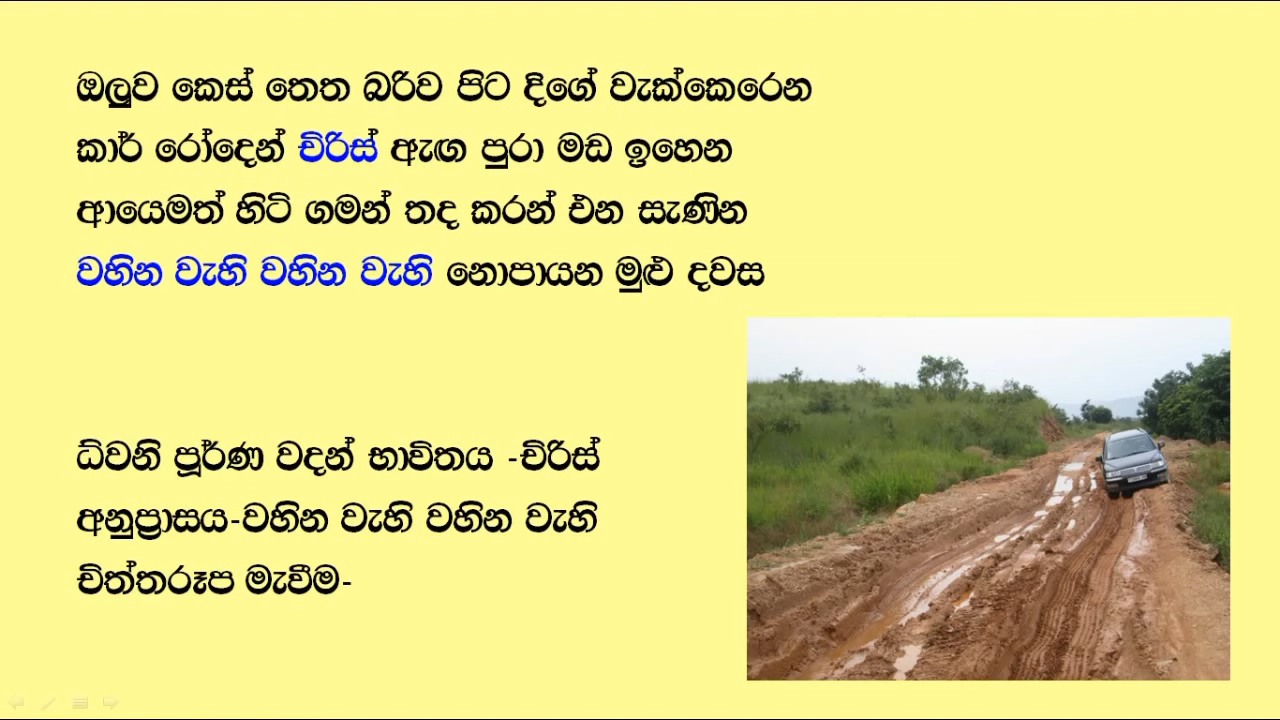 ඔලුව කෙස් තෙත බරිව පිට දිගේ වැක්කෙරෙන
කාර් රෝදෙන් චිරිස් ඇඟ පුරා මඩ ඉහෙන
ආයෙමත් හිටි ගමන් තද කරන් එන සැණින
වහින වැහි වහින වැහි නොපායන මුළු දවස
ධ්වනි පූර්ණ වදන් භාවිතය -චිරිස්
අනුප්‍රාසය-වහින වැහි වහින වැහි
චිත්තරූප මැවීම-